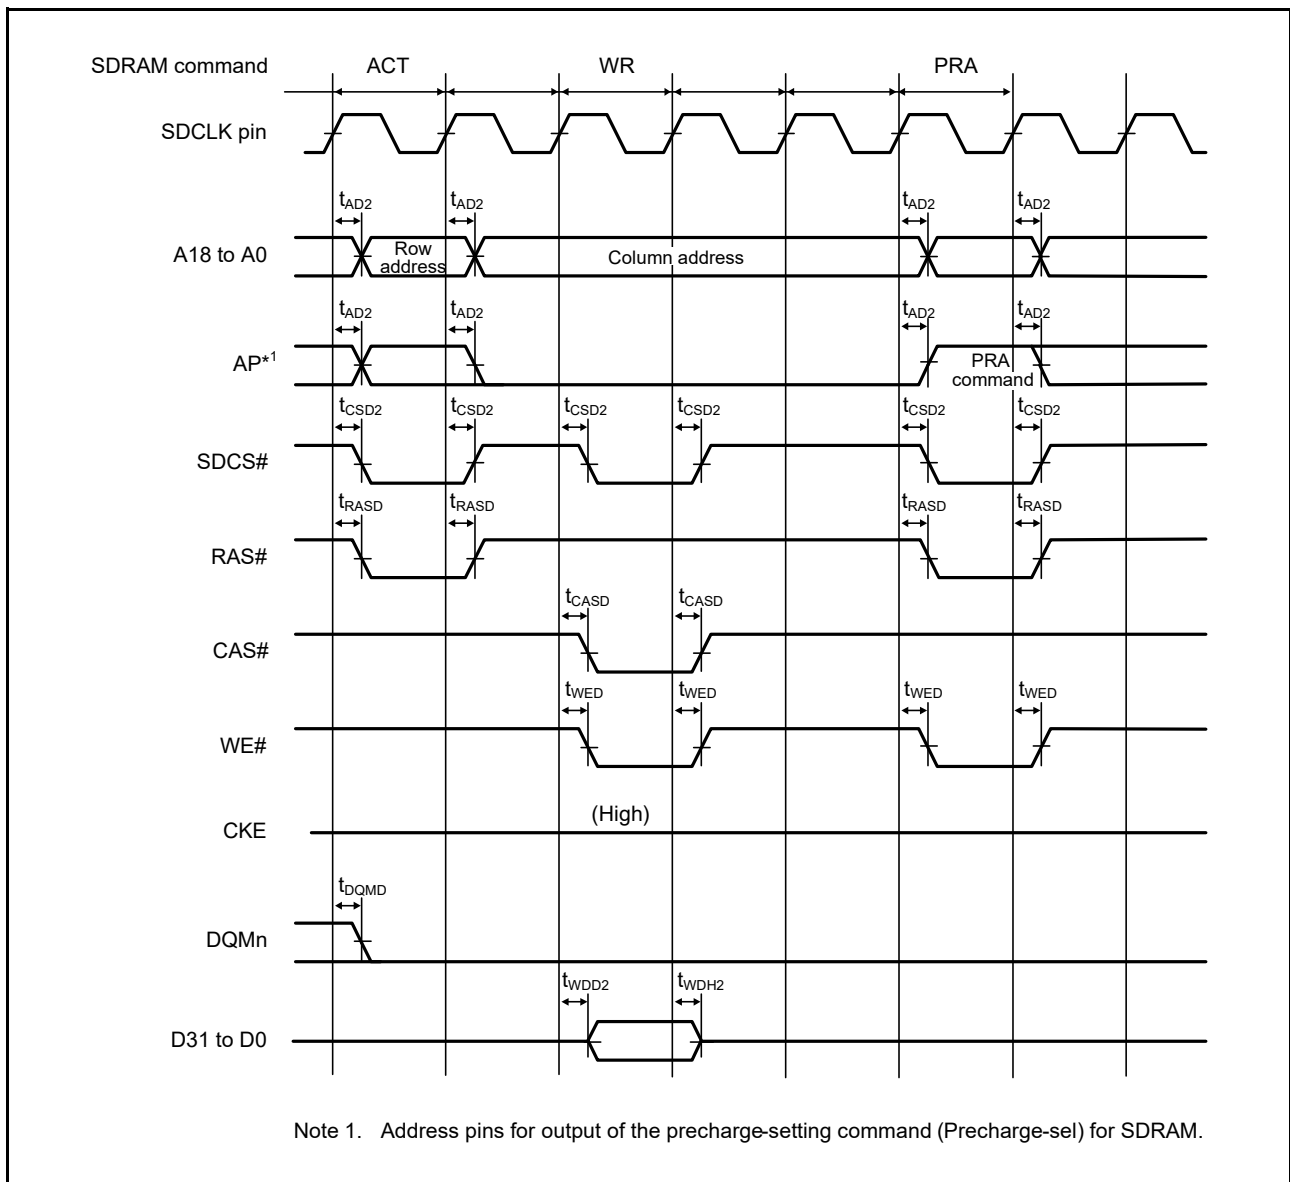 SDRAM command ACT WR PRA
SDCLK pin
tAD2 tAD2 tAD2 tAD2
A18 to A0 Row address Column address
tAD2 tAD2 tAD2 tAD2
AP*1 PRA command
tCSD2 tCSD2 tCSD2 tCSD2 tCSD2 tCSD2
SDCS#
tRASD tRASD tRASD tRASD
RAS#
tCASD tCASD
CAS#
tWED tWED tWED tWED
WE#
(High)
CKE
tDQMD
DQMn
tWDD2 tWDH2
D31 to D0
Note 1. Address pins for output of the precharge-setting command (Precharge-sel) for SDRAM.